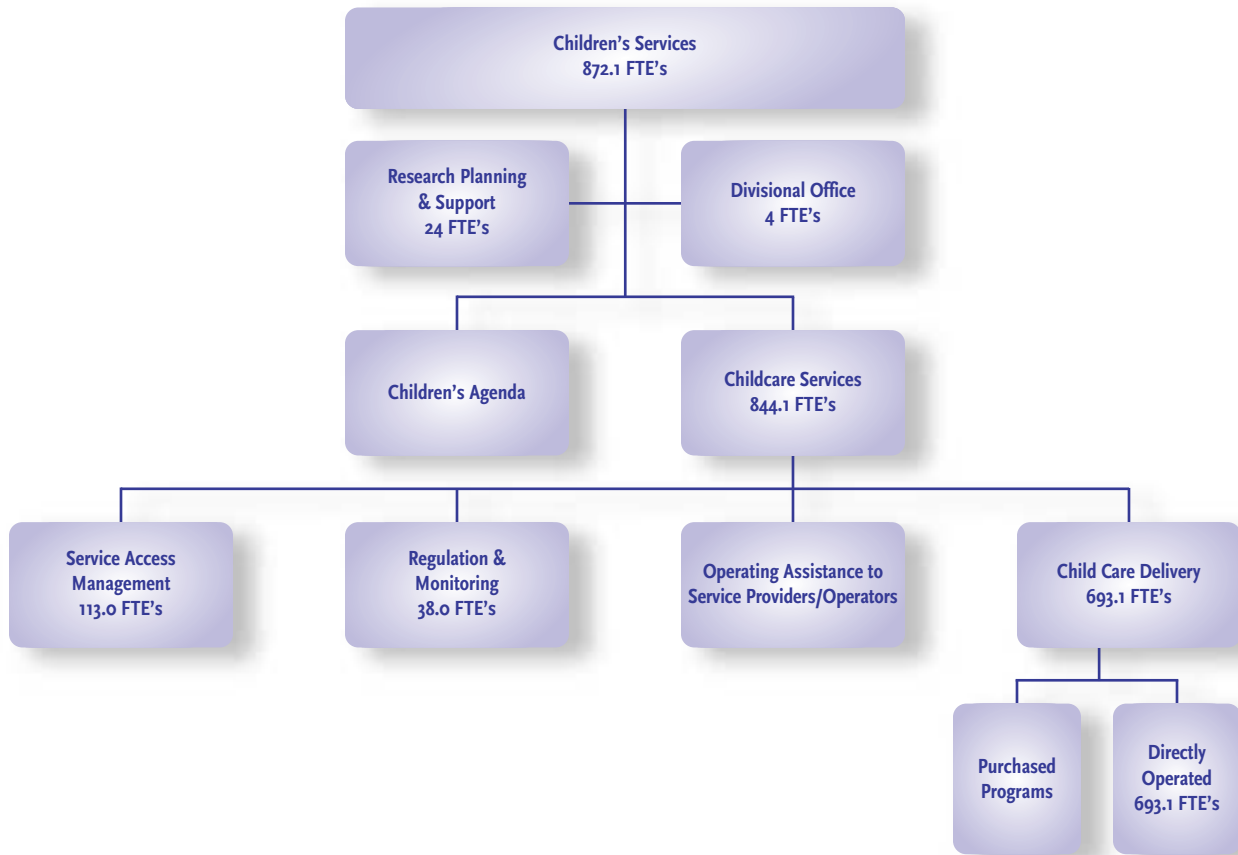 Children's Services
872.1 FTE's
Research Planning
& Support
24 FTE's
Divisional Office
4 FTE's
Children's Agenda
Childcare Services
844.1 FTE's
Service Access
Management
113.0 FTE's
Regulation &
Monitoring
38.0 FTE's
Operating Assistance to
Service Providers/Operators
Child Care Delivery
693.1 FTE's
Purchased
Programs
Directly
Operated
693.1 FTE's